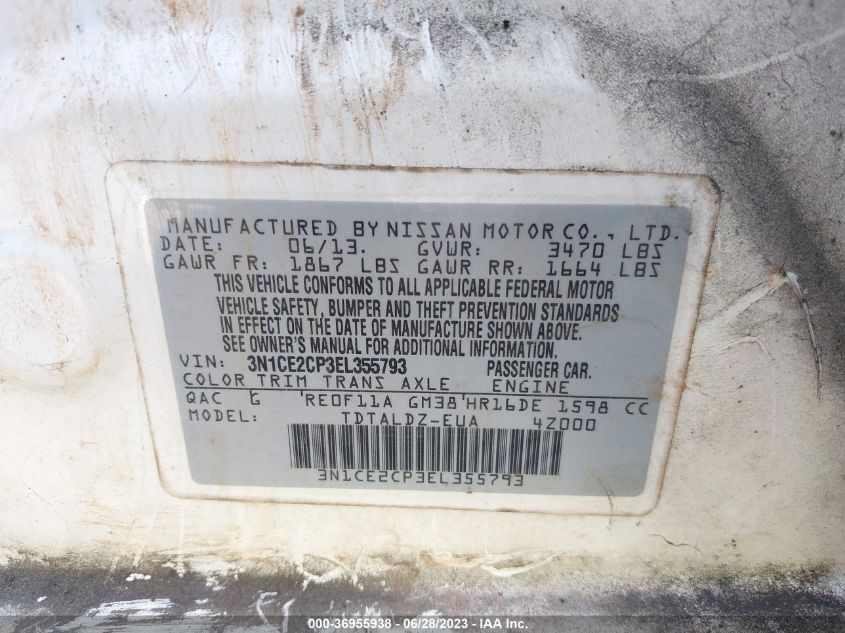 MANUFACTURED BY NISSAN MOTOR CO., LTD.
DATE: 06/13. GVWR: 3470 LBS
GAWR FR: 1867 LBS GAWR RR: 1664 LBS
THIS VEHICLE CONFORMS TO ALL APPLICABLE FEDERAL MOTOR
VEHICLE SAFETY, BUMPER AND THEFT PREVENTION STANDARDS
IN EFFECT ON THE DATE OF MANUFACTURE SHOWN ABOVE.
SEE OWNER'S MANUAL FOR ADDITIONAL INFORMATION.
VIN: 3N1CE2CP3EL355793 PASSENGER CAR.
COLOR TRIM TRANS AXLE ENGINE
QAC G 'RE0F11A GM38'HR16DE 1598 CC
MODEL: TDTALDZ-EUA 4Z000
3N1CE2CP3EL355793
000-36955938 - 06/28/2023 - IAA Inc.